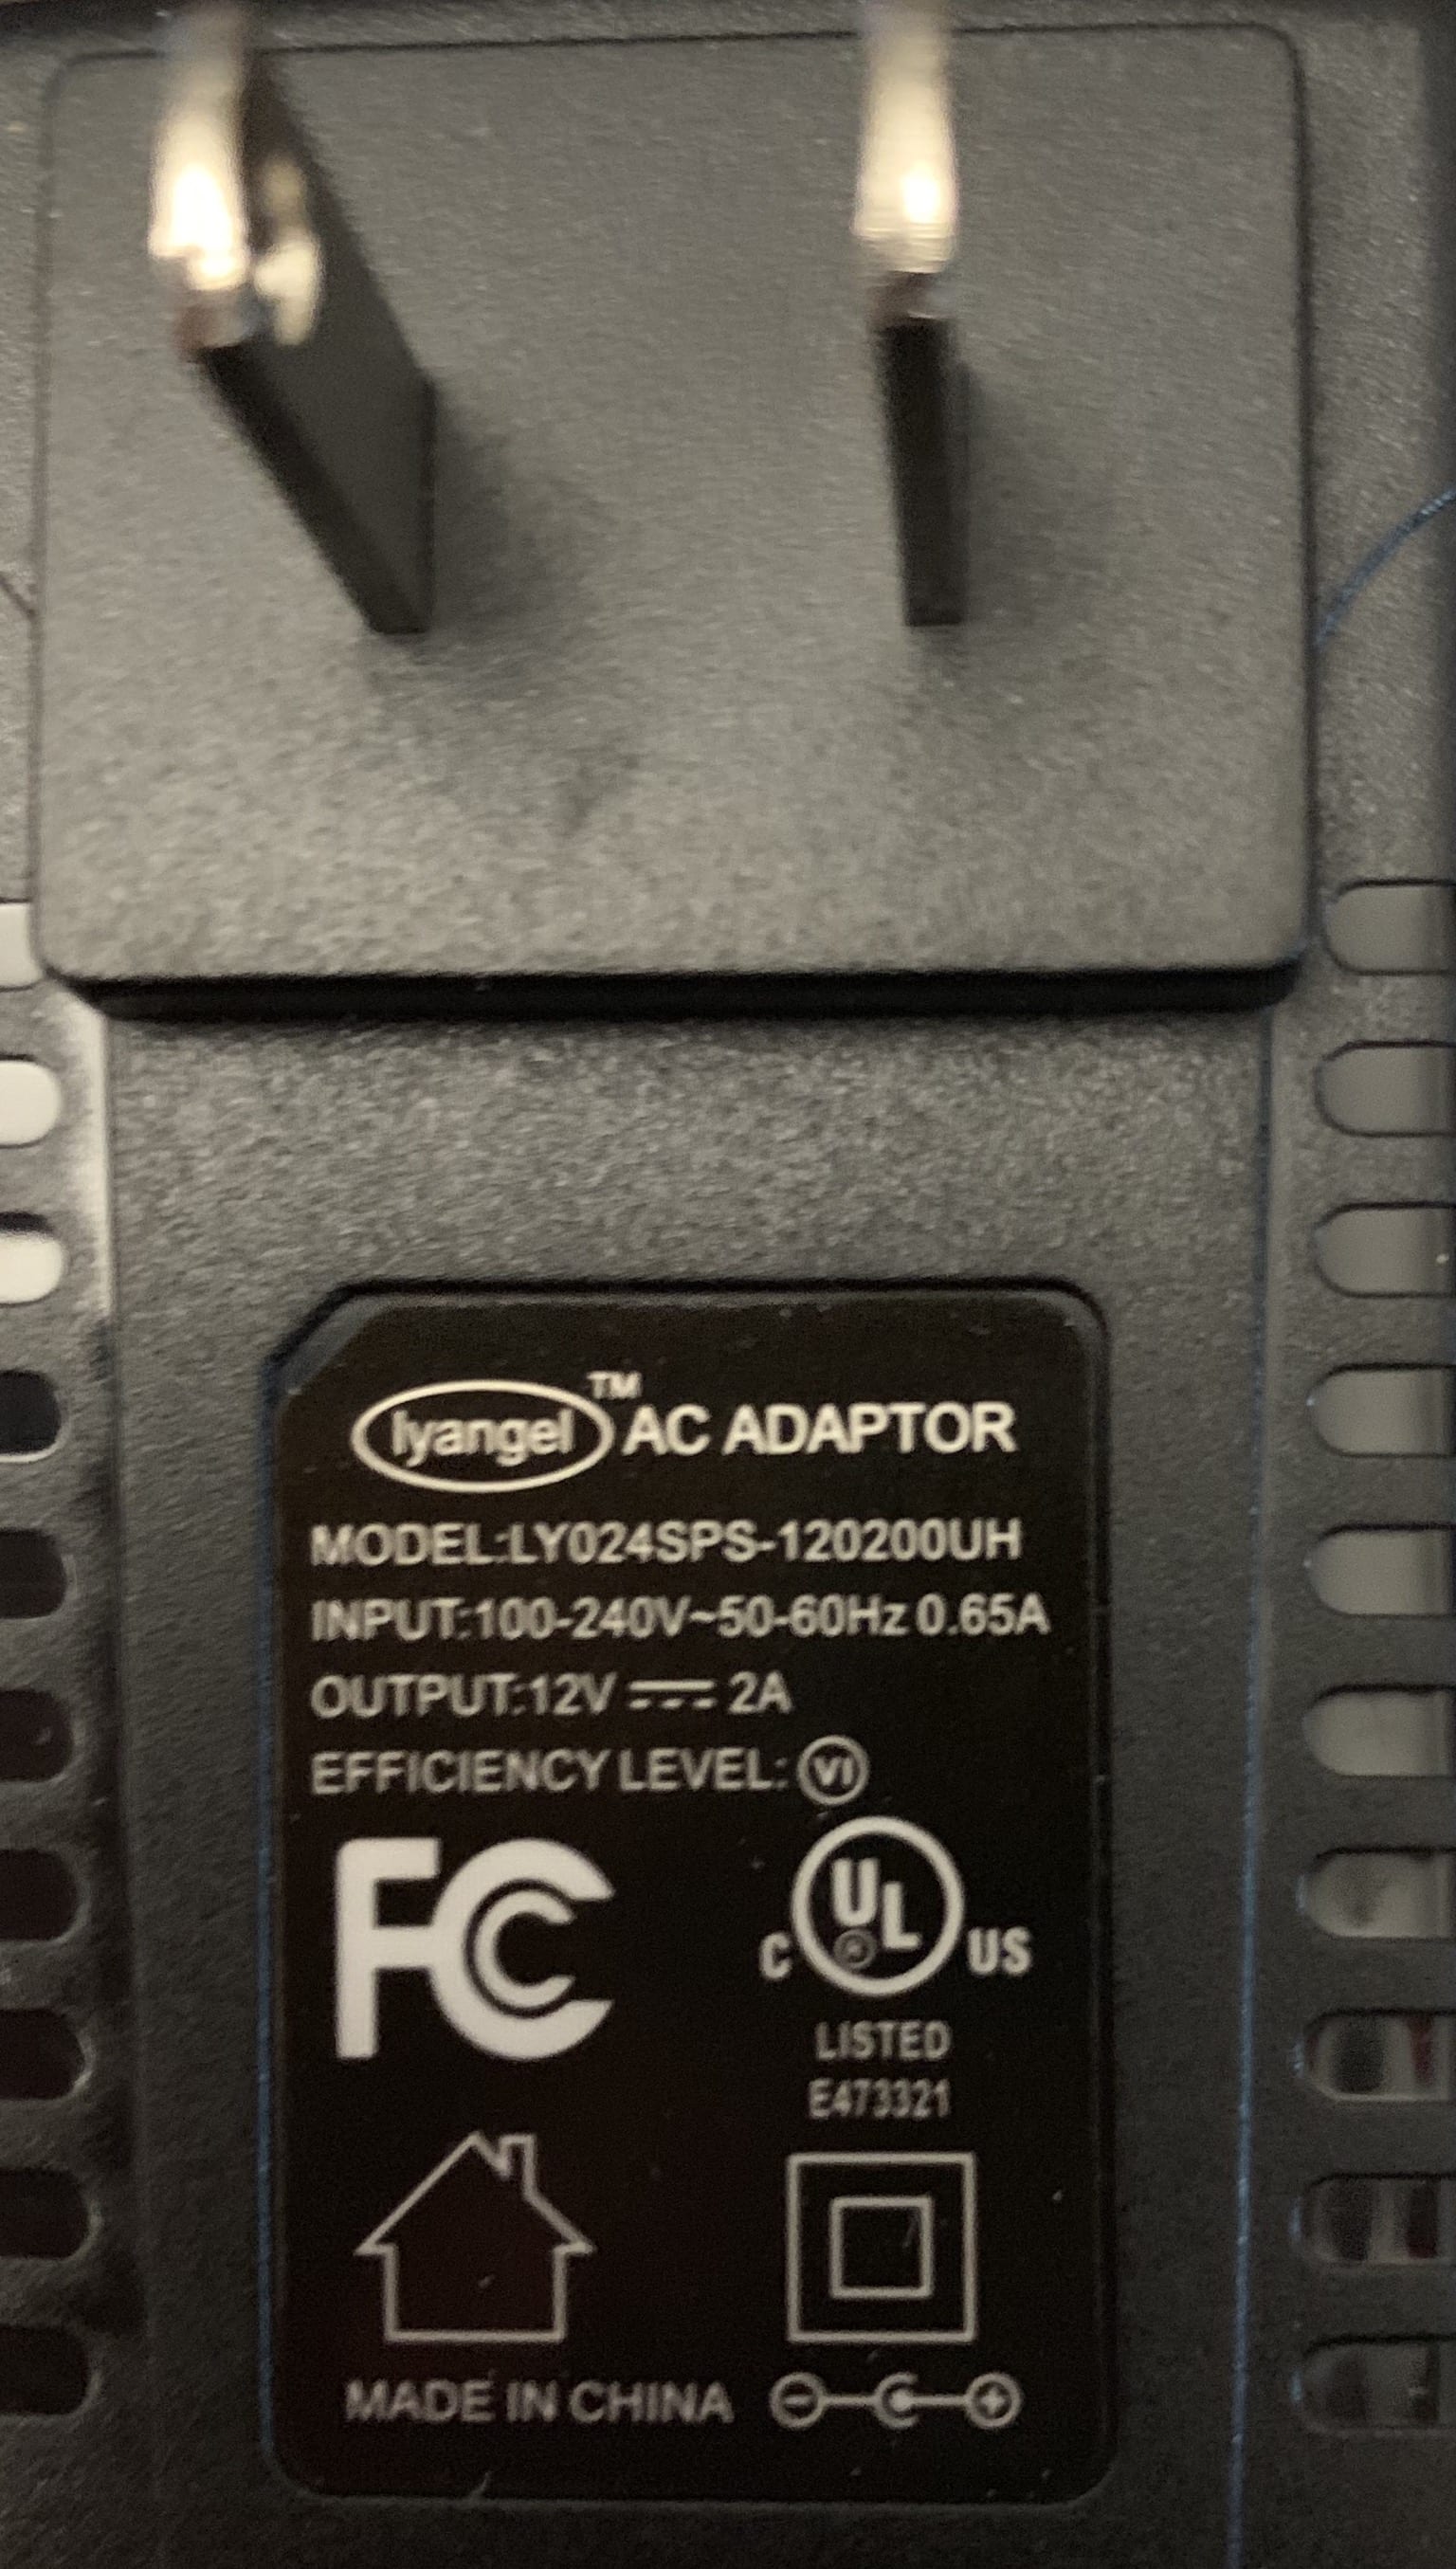 lyangel™ AC ADAPTOR
MODEL:LY024SPS-120200UH
INPUT:100-240V~50-60Hz 0.65A
OUTPUT:12V ⎓ 2A
EFFICIENCY LEVEL: VI
FC
C UL ® US
LISTED
E473321
MADE IN CHINA